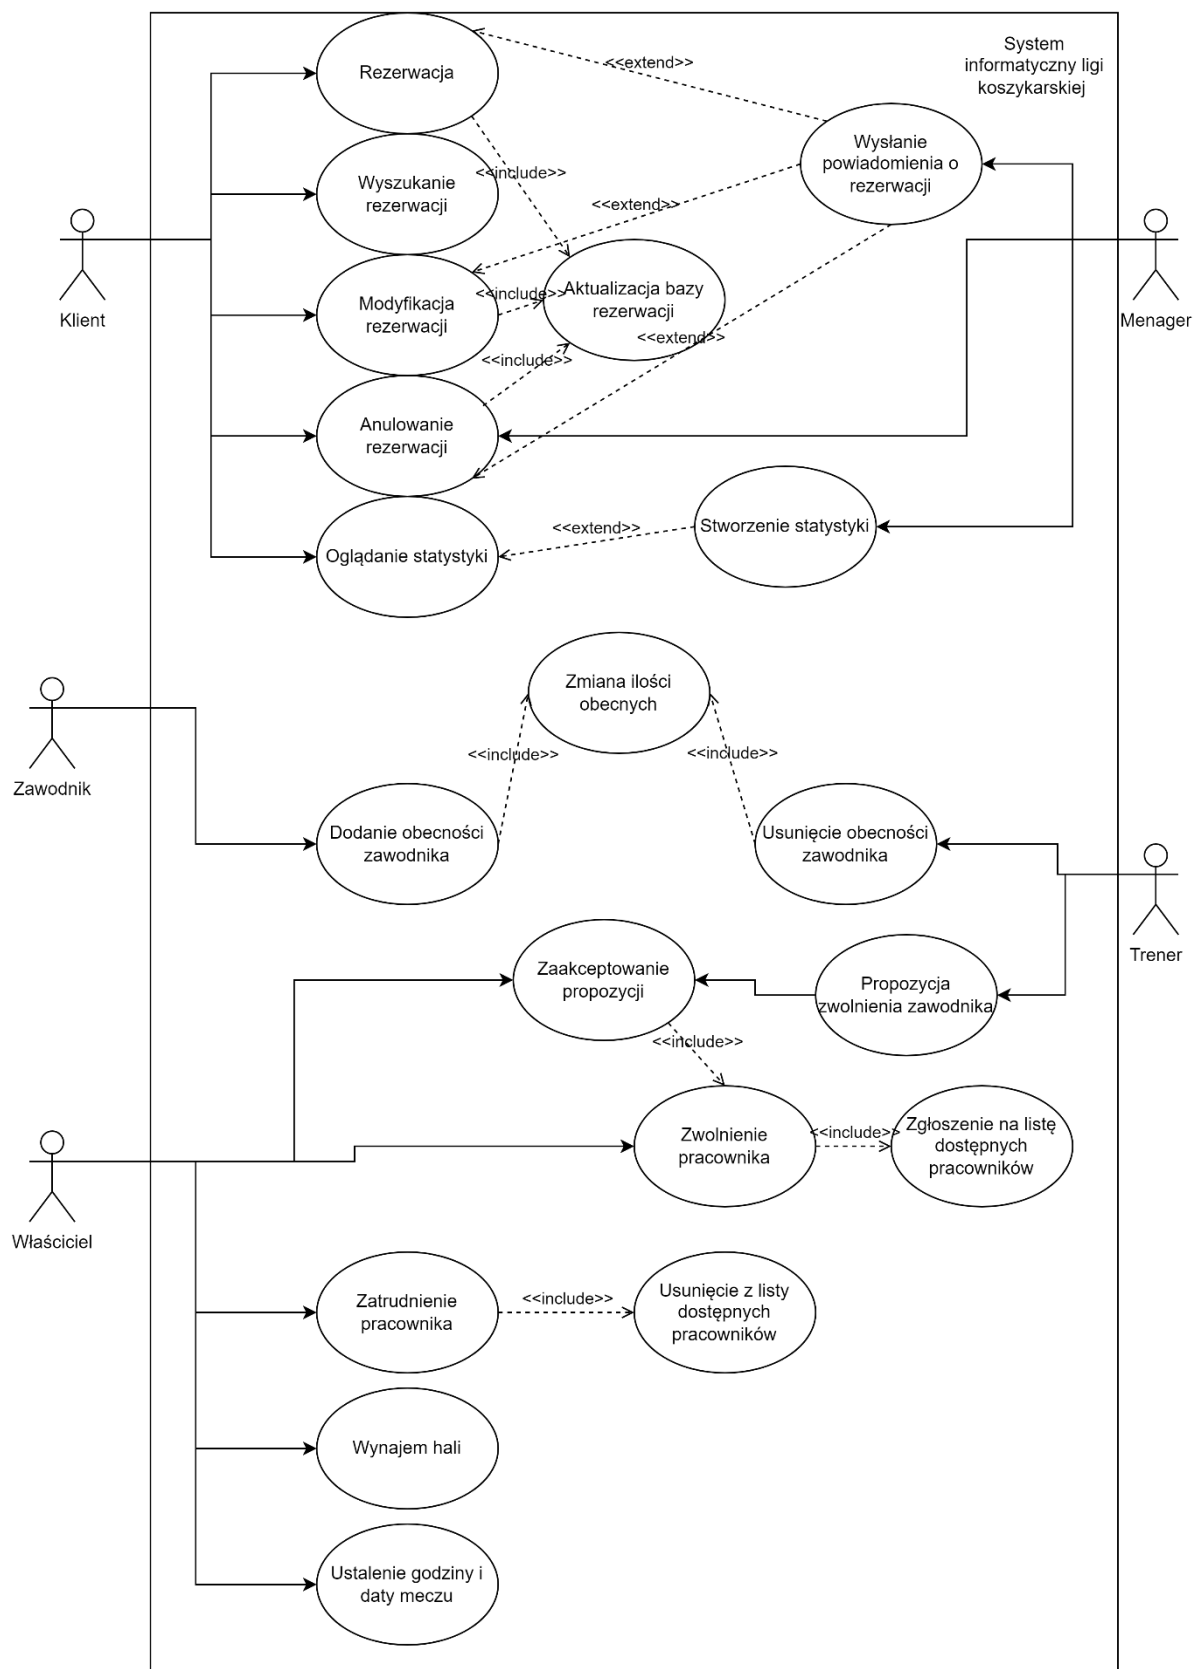 System
informatyczny ligi
koszykarskiej
Rezerwacja
<<extend>>
Wysłanie
powiadomienia o
rezerwacji
<<include>>
Wyszukanie
rezerwacji
<<extend>>
Klient
Menager
Modyfikacja
rezerwacji
<<include>>
Aktualizacja bazy
rezerwacji
<<extend>>
<<include>>
Anulowanie
rezerwacji
<<extend>>
Stworzenie statystyki
Oglądanie statystyki
Zmiana ilości
obecnych
Zawodnik
<<include>>
<<include>>
Dodanie obecności
zawodnika
Usunięcie obecności
zawodnika
Trener
Zaakceptowanie
propozycji
Propozycja
zwolnienia zawodnika
<<include>>
Zwolnienie
pracownika
<<include>>
Zgłoszenie na listę
dostępnych
pracowników
Właściciel
Zatrudnienie
pracownika
<<include>>
Usunięcie z listy
dostępnych
pracowników
Wynajem hali
Ustalenie godziny i
daty meczu